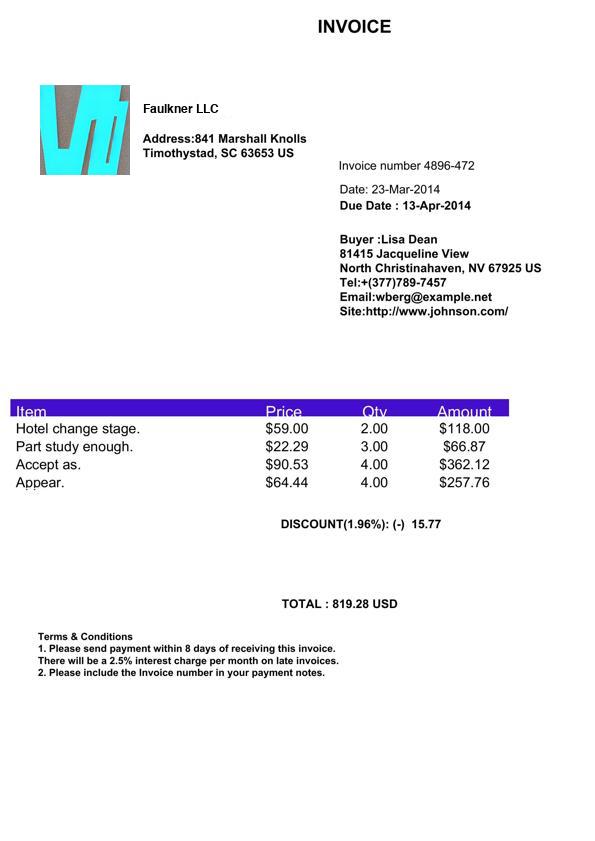 INVOICE
Faulkner LLC
Address:841 Marshall Knolls
Timothystad, SC 63653 US
Invoice number 4896-472
Date: 23-Mar-2014
Due Date : 13-Apr-2014
Buyer :Lisa Dean
81415 Jacqueline View
North Christinahaven, NV 67925 US
Tel:+(377)789-7457
Email:wberg@example.net
Site:http://www.johnson.com/
Item Price Qty Amount
Hotel change stage. $59.00 2.00 $118.00
Part study enough. $22.29 3.00 $66.87
Accept as. $90.53 4.00 $362.12
Appear. $64.44 4.00 $257.76
DISCOUNT(1.96%): (-) 15.77
TOTAL : 819.28 USD
Terms & Conditions
1. Please send payment within 8 days of receiving this invoice.
There will be a 2.5% interest charge per month on late invoices.
2. Please include the Invoice number in your payment notes.